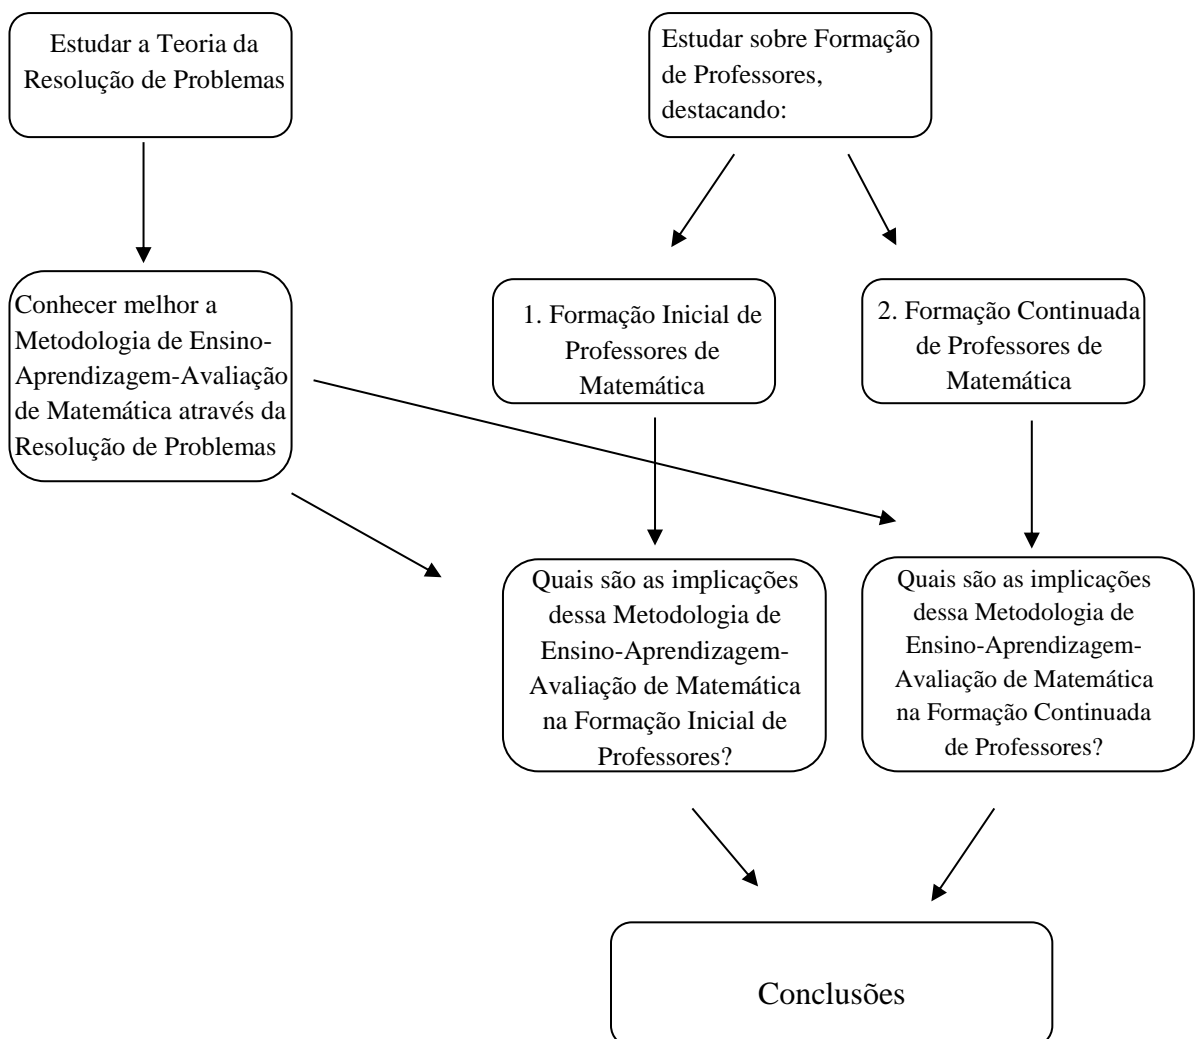 Estudar a Teoria da
Resolução de Problemas
Estudar sobre Formação
de Professores,
destacando:
Conhecer melhor a
Metodologia de Ensino-
Aprendizagem-Avaliação
de Matemática através da
Resolução de Problemas
1. Formação Inicial de
Professores de
Matemática
2. Formação Continuada
de Professores de
Matemática
Quais são as implicações
dessa Metodologia de
Ensino-Aprendizagem-
Avaliação de Matemática
na Formação Inicial de
Professores?
Quais são as implicações
dessa Metodologia de
Ensino-Aprendizagem-
Avaliação de Matemática
na Formação Continuada
de Professores?
Conclusões